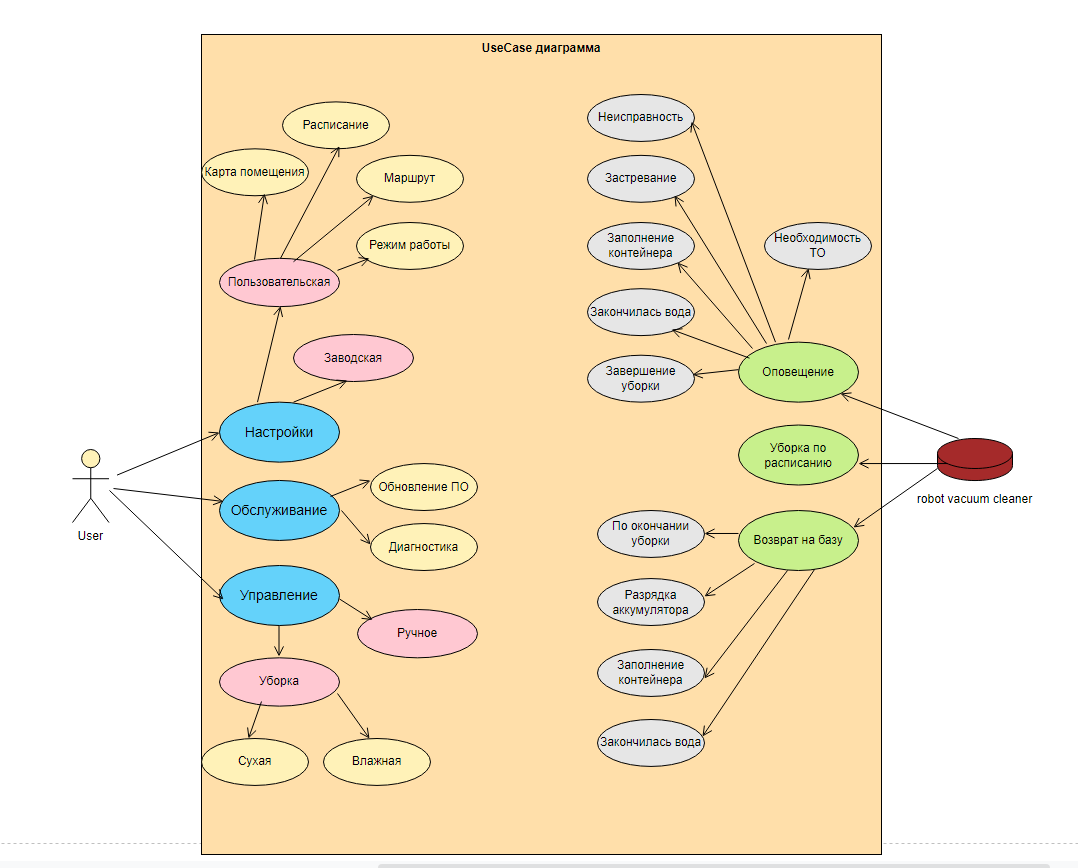 UseCase диаграмма
Расписание
Карта помещения
Маршрут
Режим работы
Пользовательская
Заводская
Настройки
Обновление ПО
Обслуживание
Диагностика
Управление
Ручное
Уборка
Сухая
Влажная
User
Неисправность
Застревание
Заполнение
контейнера
Необходимость
ТО
Закончилась вода
Завершение
уборки
Оповещение
Уборка по
расписанию
robot vacuum cleaner
По окончании
уборки
Возврат на базу
Разрядка
аккумулятора
Заполнение
контейнера
Закончилась вода